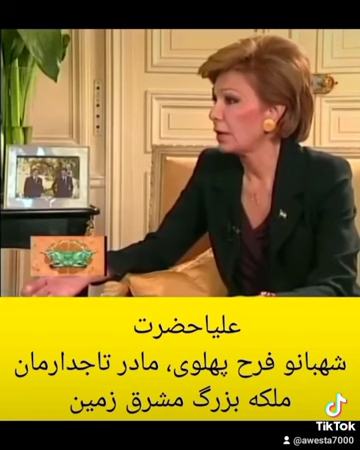 علیاحضرت
شهبانو فرح پهلوی، مادر تاجدارمان
ملکه بزرگ مشرق زمین
TikTok
@awesta7000